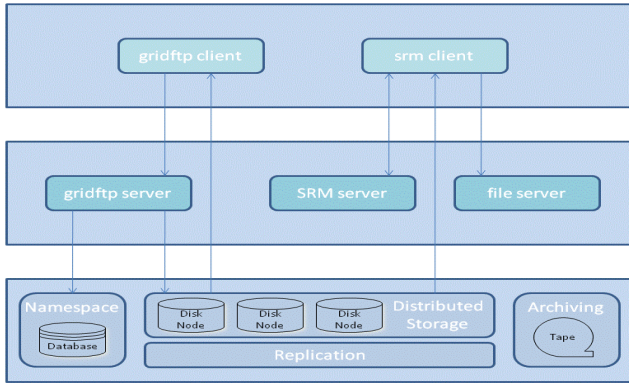 gridftp client
srm client
gridftp server
SRM server
file server
Namespace
Database
Disk
Node
Disk
Node
Disk
Node
Distributed
Storage
Replication
Archiving
Tape